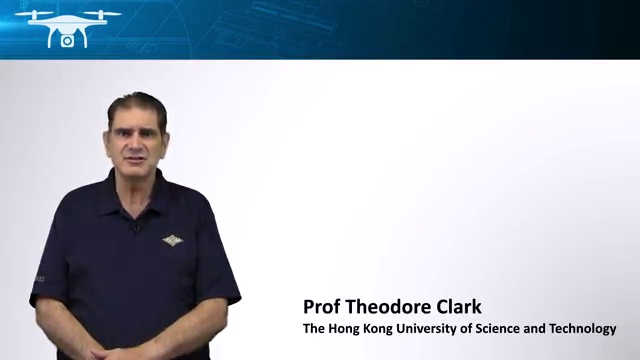 Prof Theodore Clark
The Hong Kong University of Science and Technology